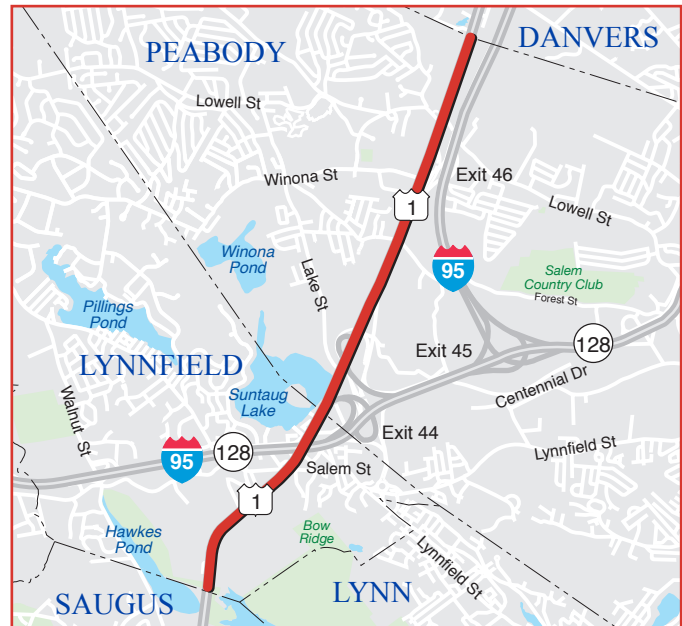 PEABODY
DANVERS
Lowell St
Winona St
Exit 46
1
Lowell St
Winona
Pond
Lake St
95
Salem
Country Club
Forest St
Pillings
Pond
128
Exit 45
LYNNFIELD
Centennial Dr
Suntaug
Lake
Walnut St
Exit 44
Lynnfield St
128
95
Salem St
1
Hawkes
Pond
Bow
Ridge
Lynnfield St
SAUGUS
LYNN